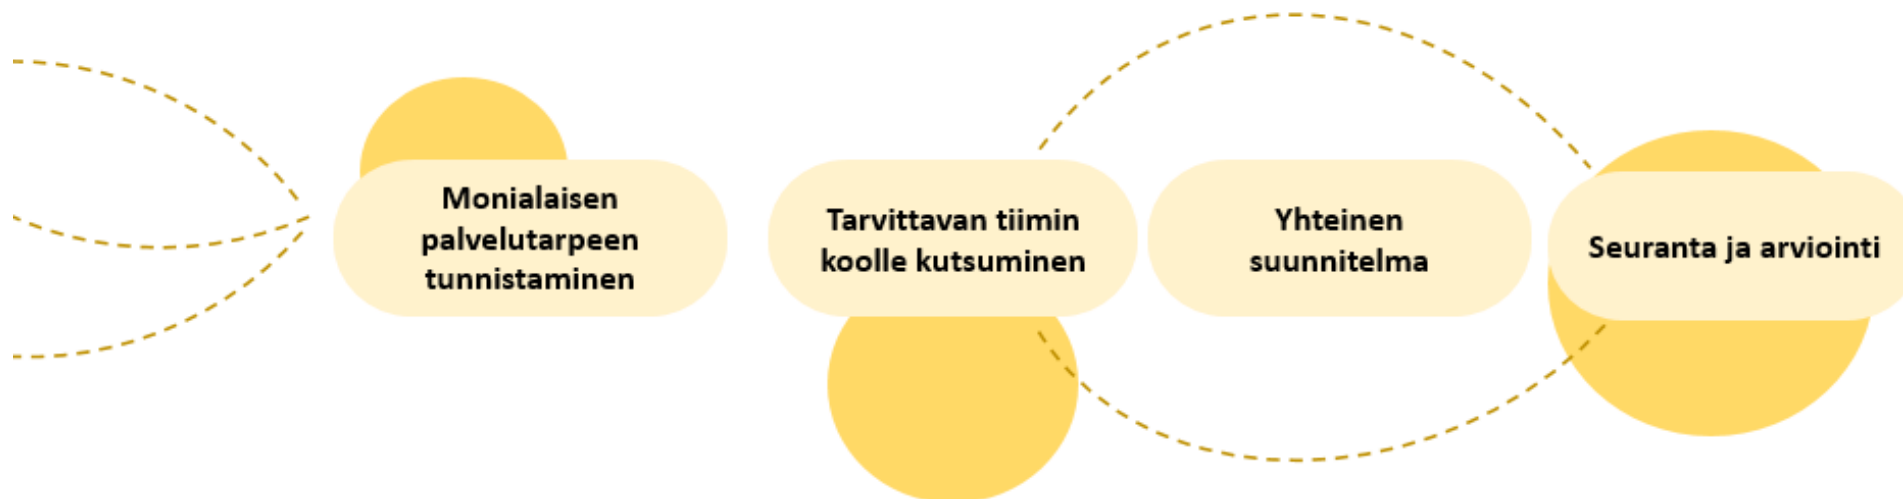 Monialaisen
palvelutarpeen
tunnistaminen
Tarvittavan tiimin
koolle kutsuminen
Yhteinen
suunnitelma
Seuranta ja arviointi